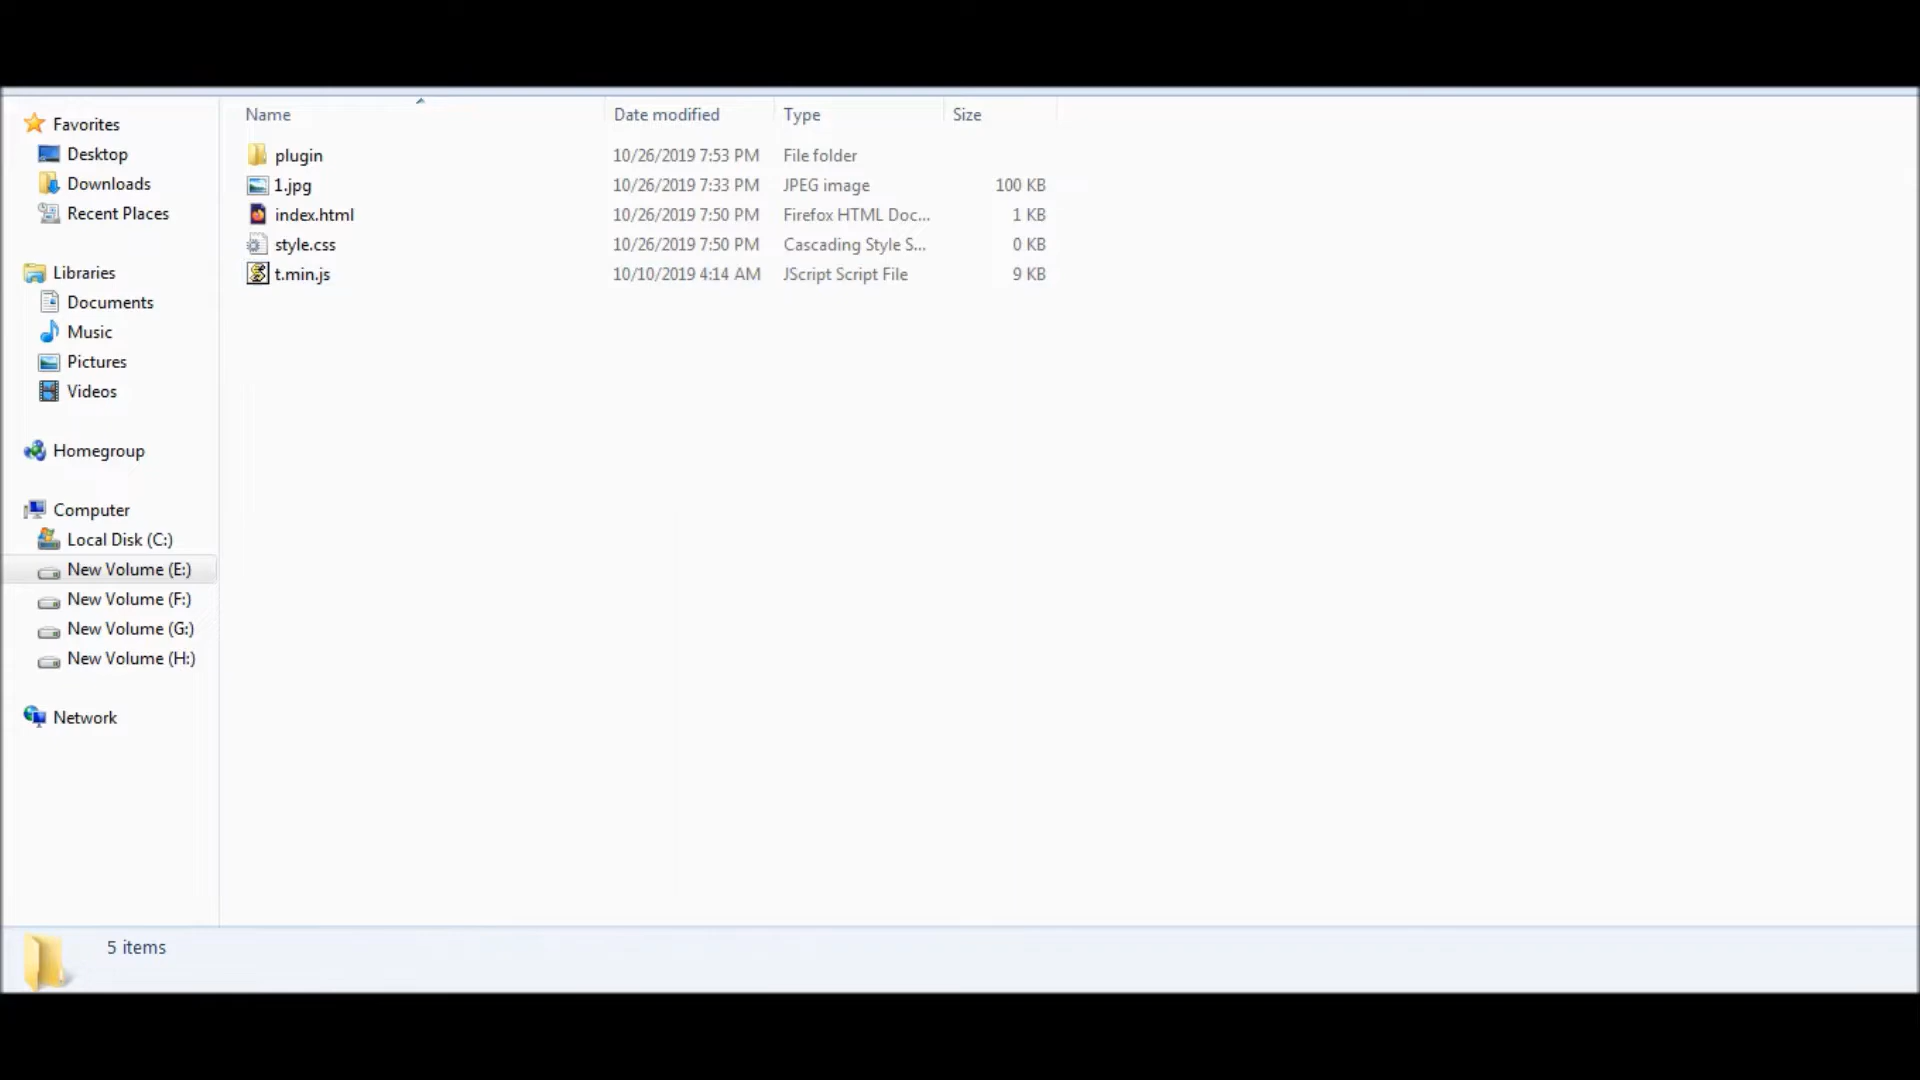 Name Date modified Type Size
Favorites
Desktop
Downloads
Recent Places
Libraries
Documents
Music
Pictures
Videos
Homegroup
Computer
Local Disk (C:)
New Volume (E:)
New Volume (F:)
New Volume (G:)
New Volume (H:)
Network
plugin 10/26/2019 7:53 PM File folder
1.jpg 10/26/2019 7:33 PM JPEG image 100 KB
index.html 10/26/2019 7:50 PM Firefox HTML Doc... 1 KB
style.css 10/26/2019 7:50 PM Cascading Style S... 0 KB
t.min.js 10/10/2019 4:14 AM JScript Script File 9 KB
5 items